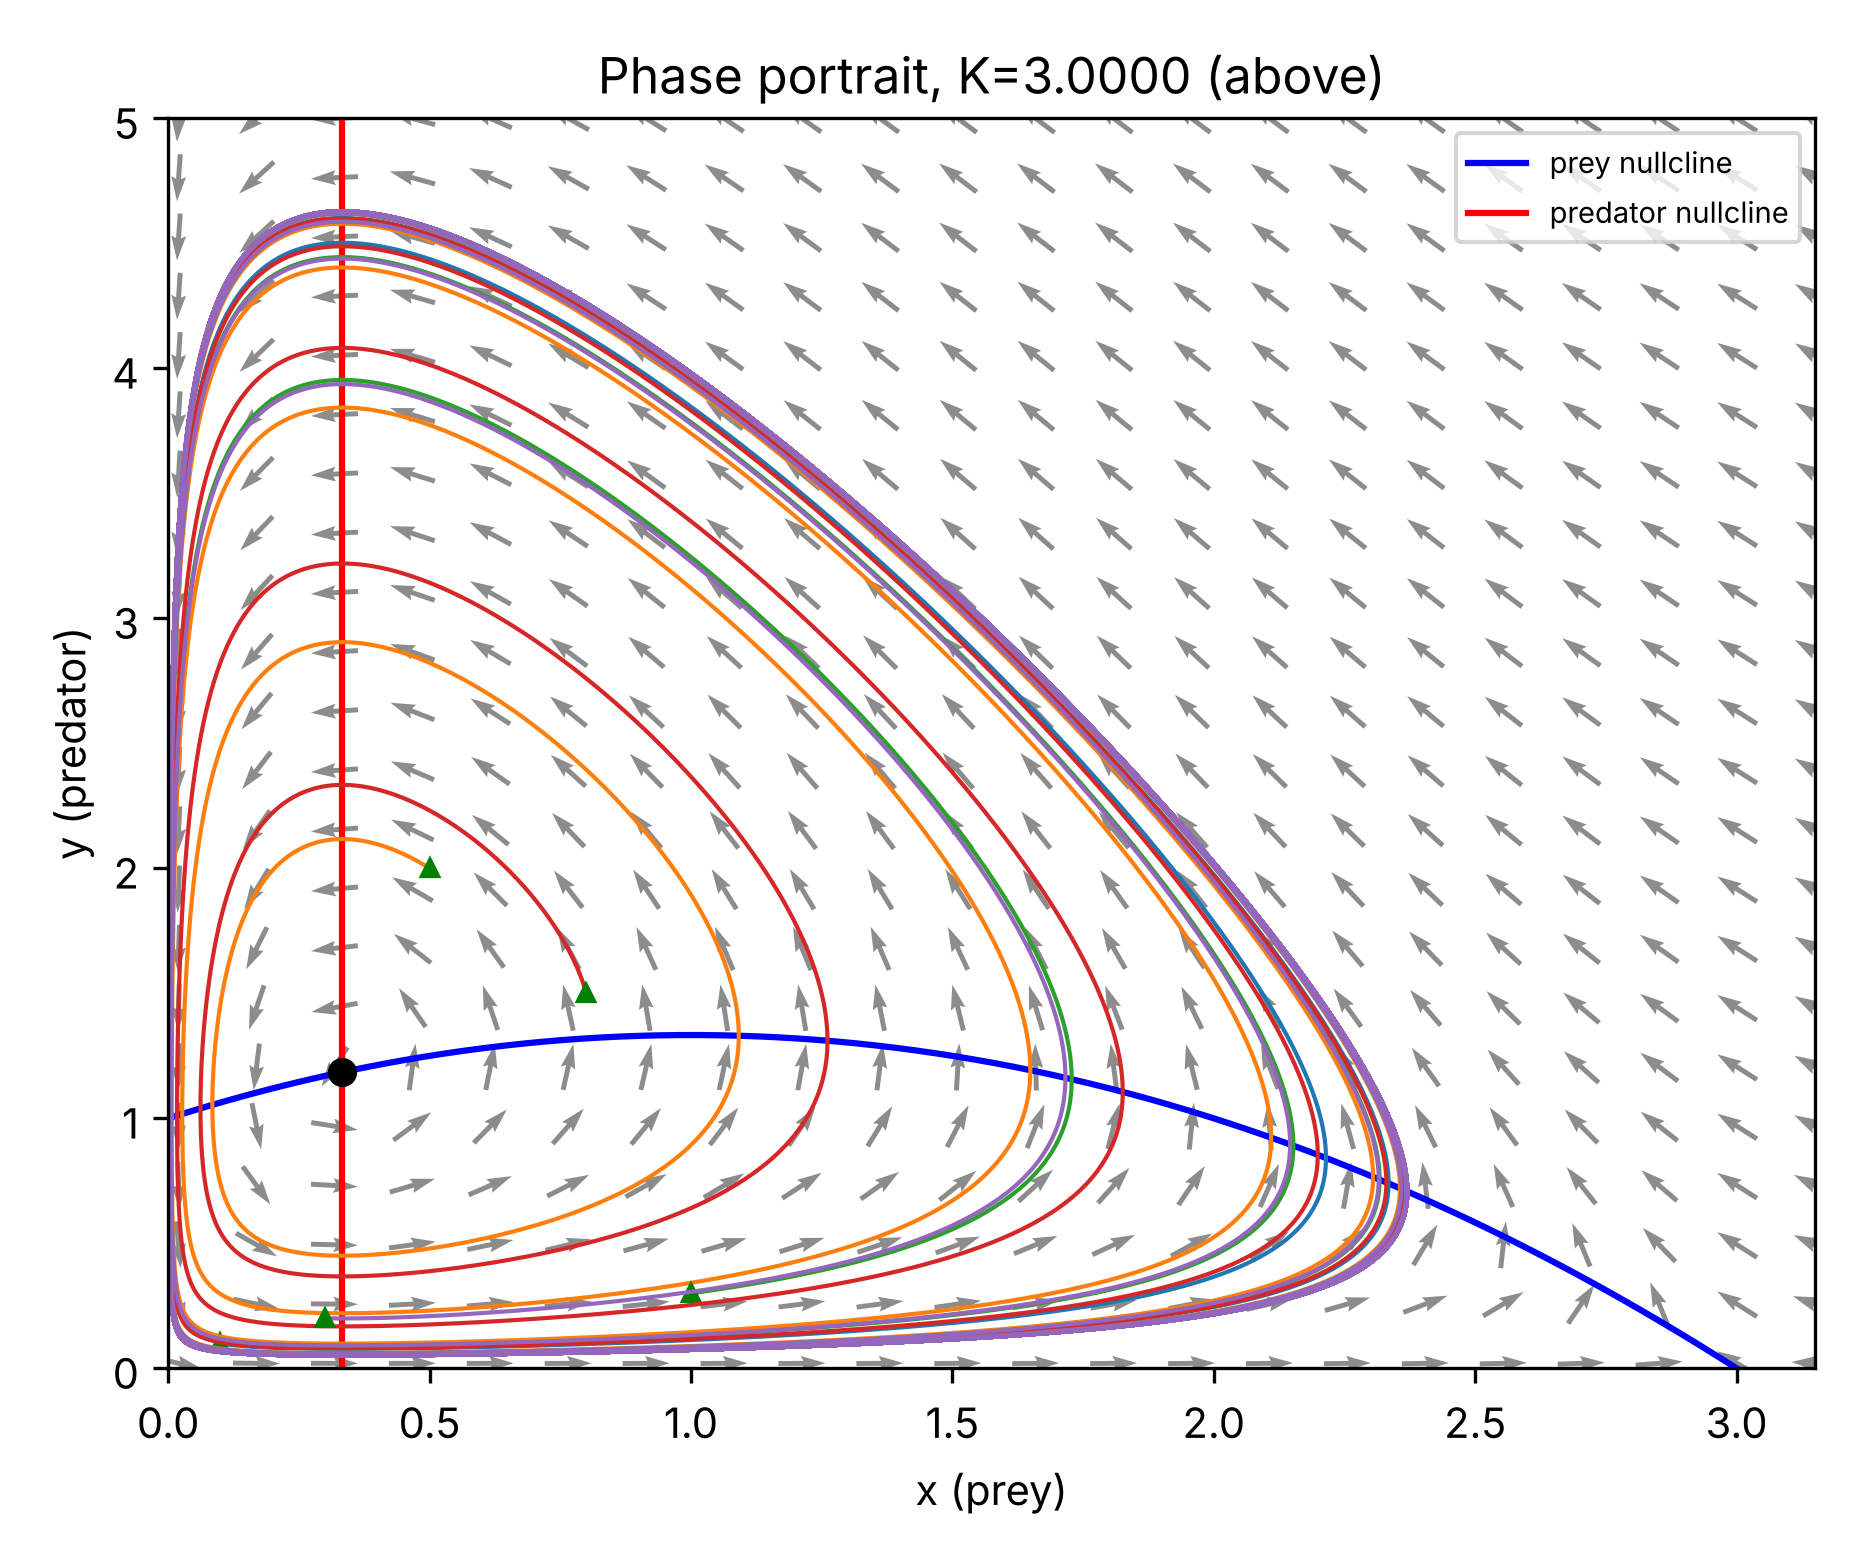 Phase portrait, K=3.0000 (above)
prey nullcline
predator nullcline
y (predator)
5
4
3
2
1
0
0.0 0.5 1.0 1.5 2.0 2.5 3.0
x (prey)